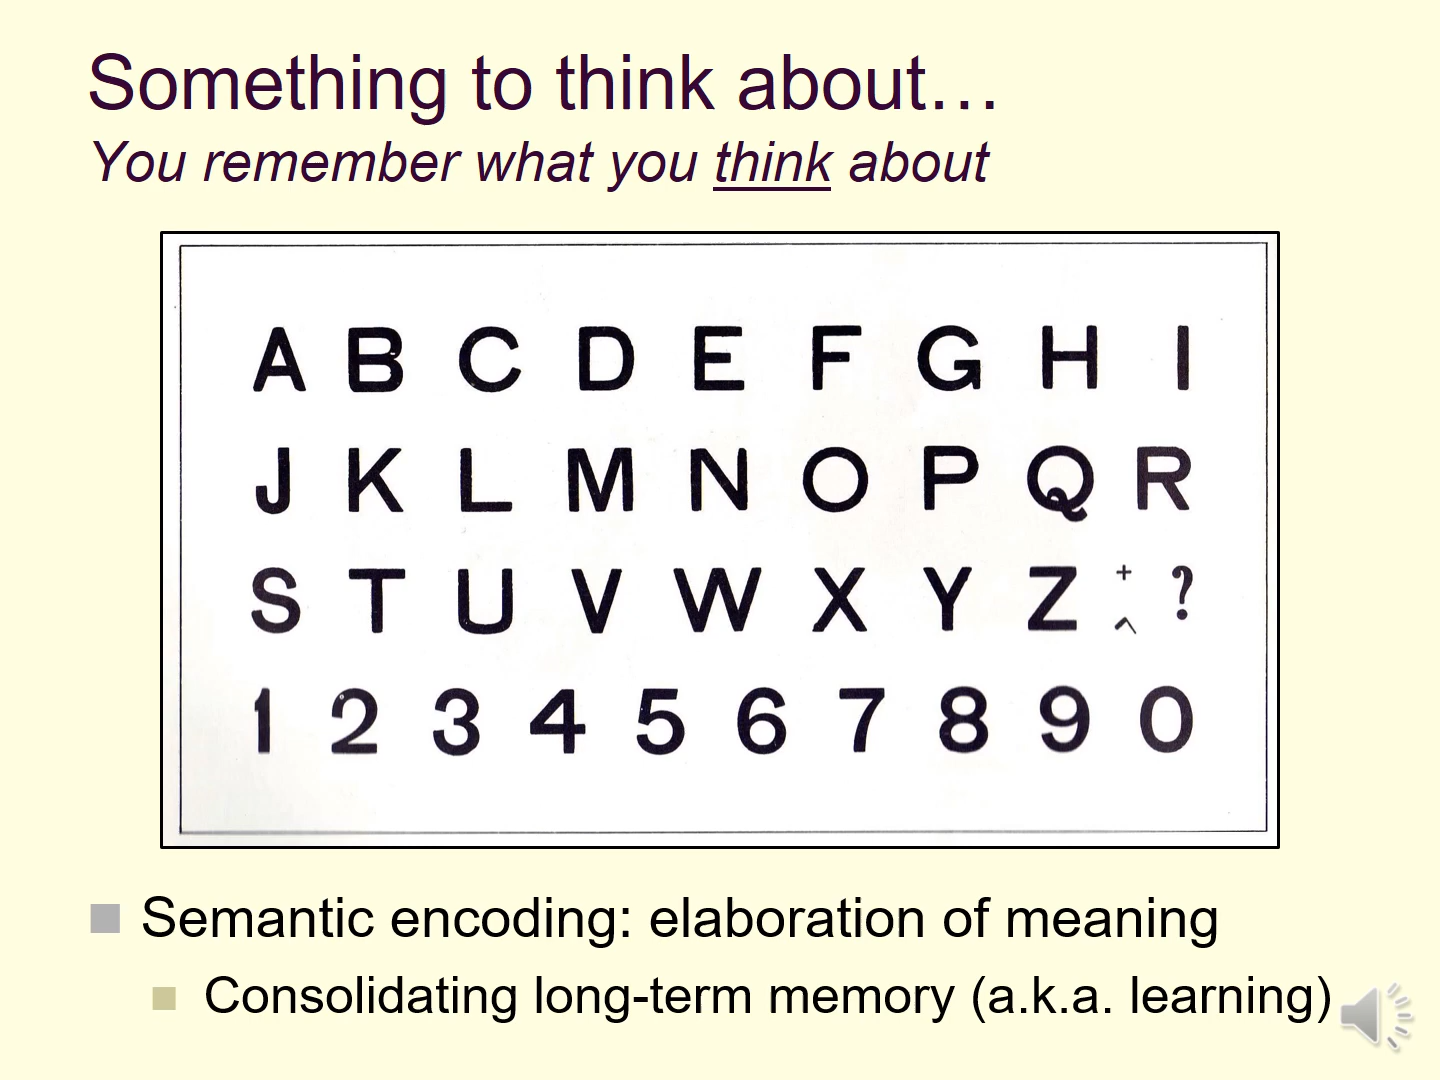 Something to think about…
You remember what you think about
A B C D E F G H I
J K L M N O P Q R
S T U V W X Y Z + ^ ?
1 2 3 4 5 6 7 8 9 0
Semantic encoding: elaboration of meaning
Consolidating long-term memory (a.k.a. learning)